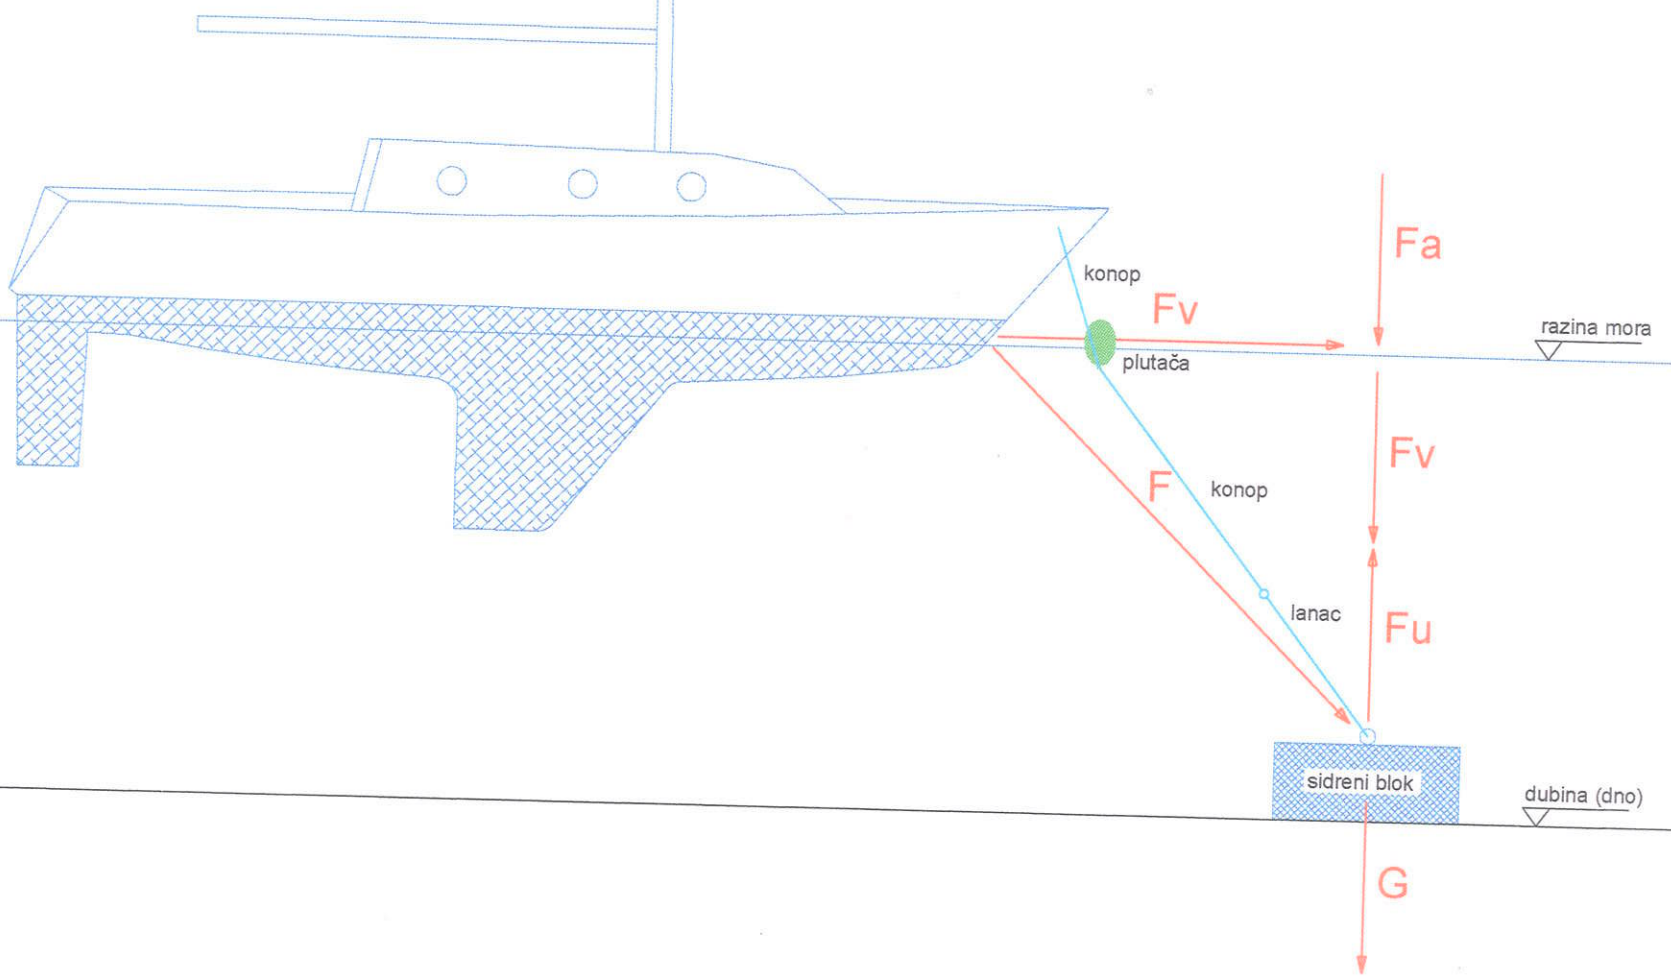 Fa
konop
Fv
razina mora
plutača
Fv
F
konop
lanac
Fu
sidreni blok
dubina (dno)
G